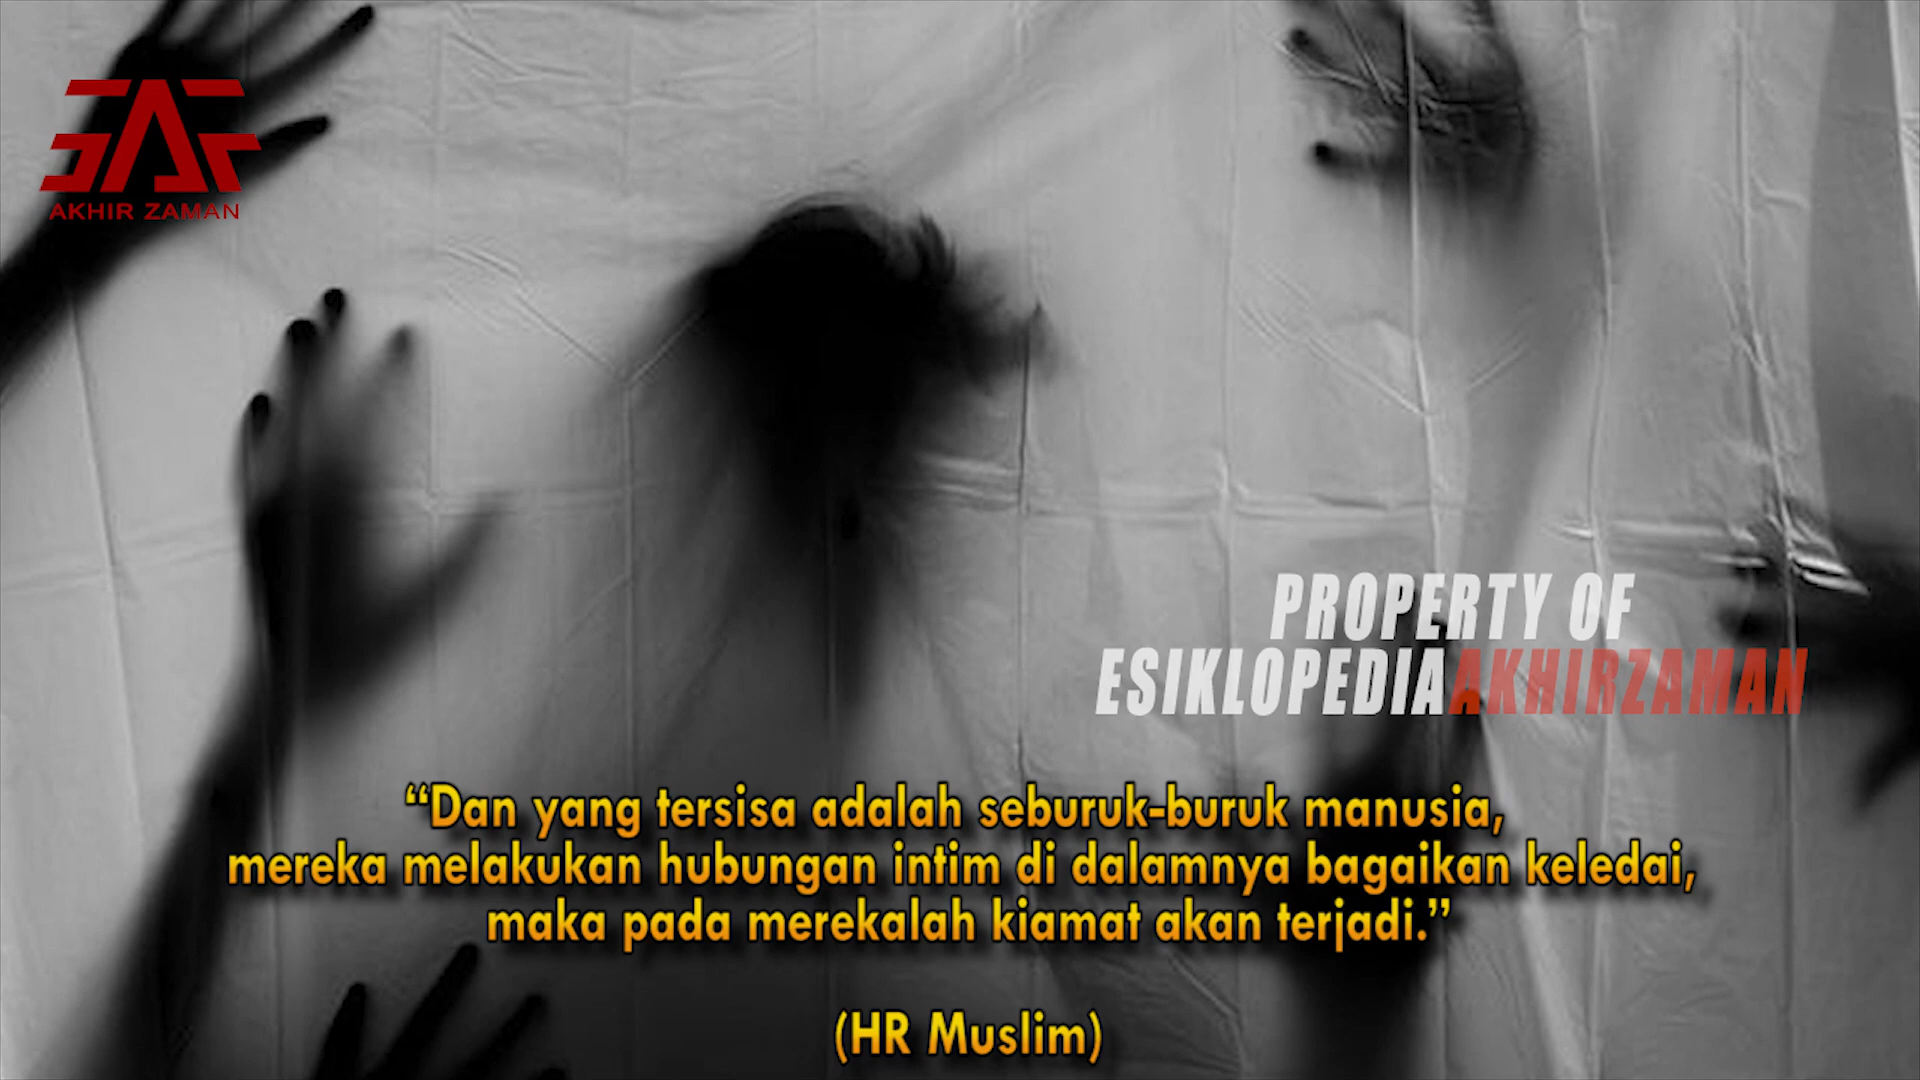 AKHIR ZAMAN
PROPERTY OF
ESIKLOPEDIAAKHIRZAMAN
“Dan yang tersisa adalah seburuk-buruk manusia,
mereka melakukan hubungan intim di dalamnya bagaikan keledai,
maka pada merekalah kiamat akan terjadi.”
(HR Muslim)